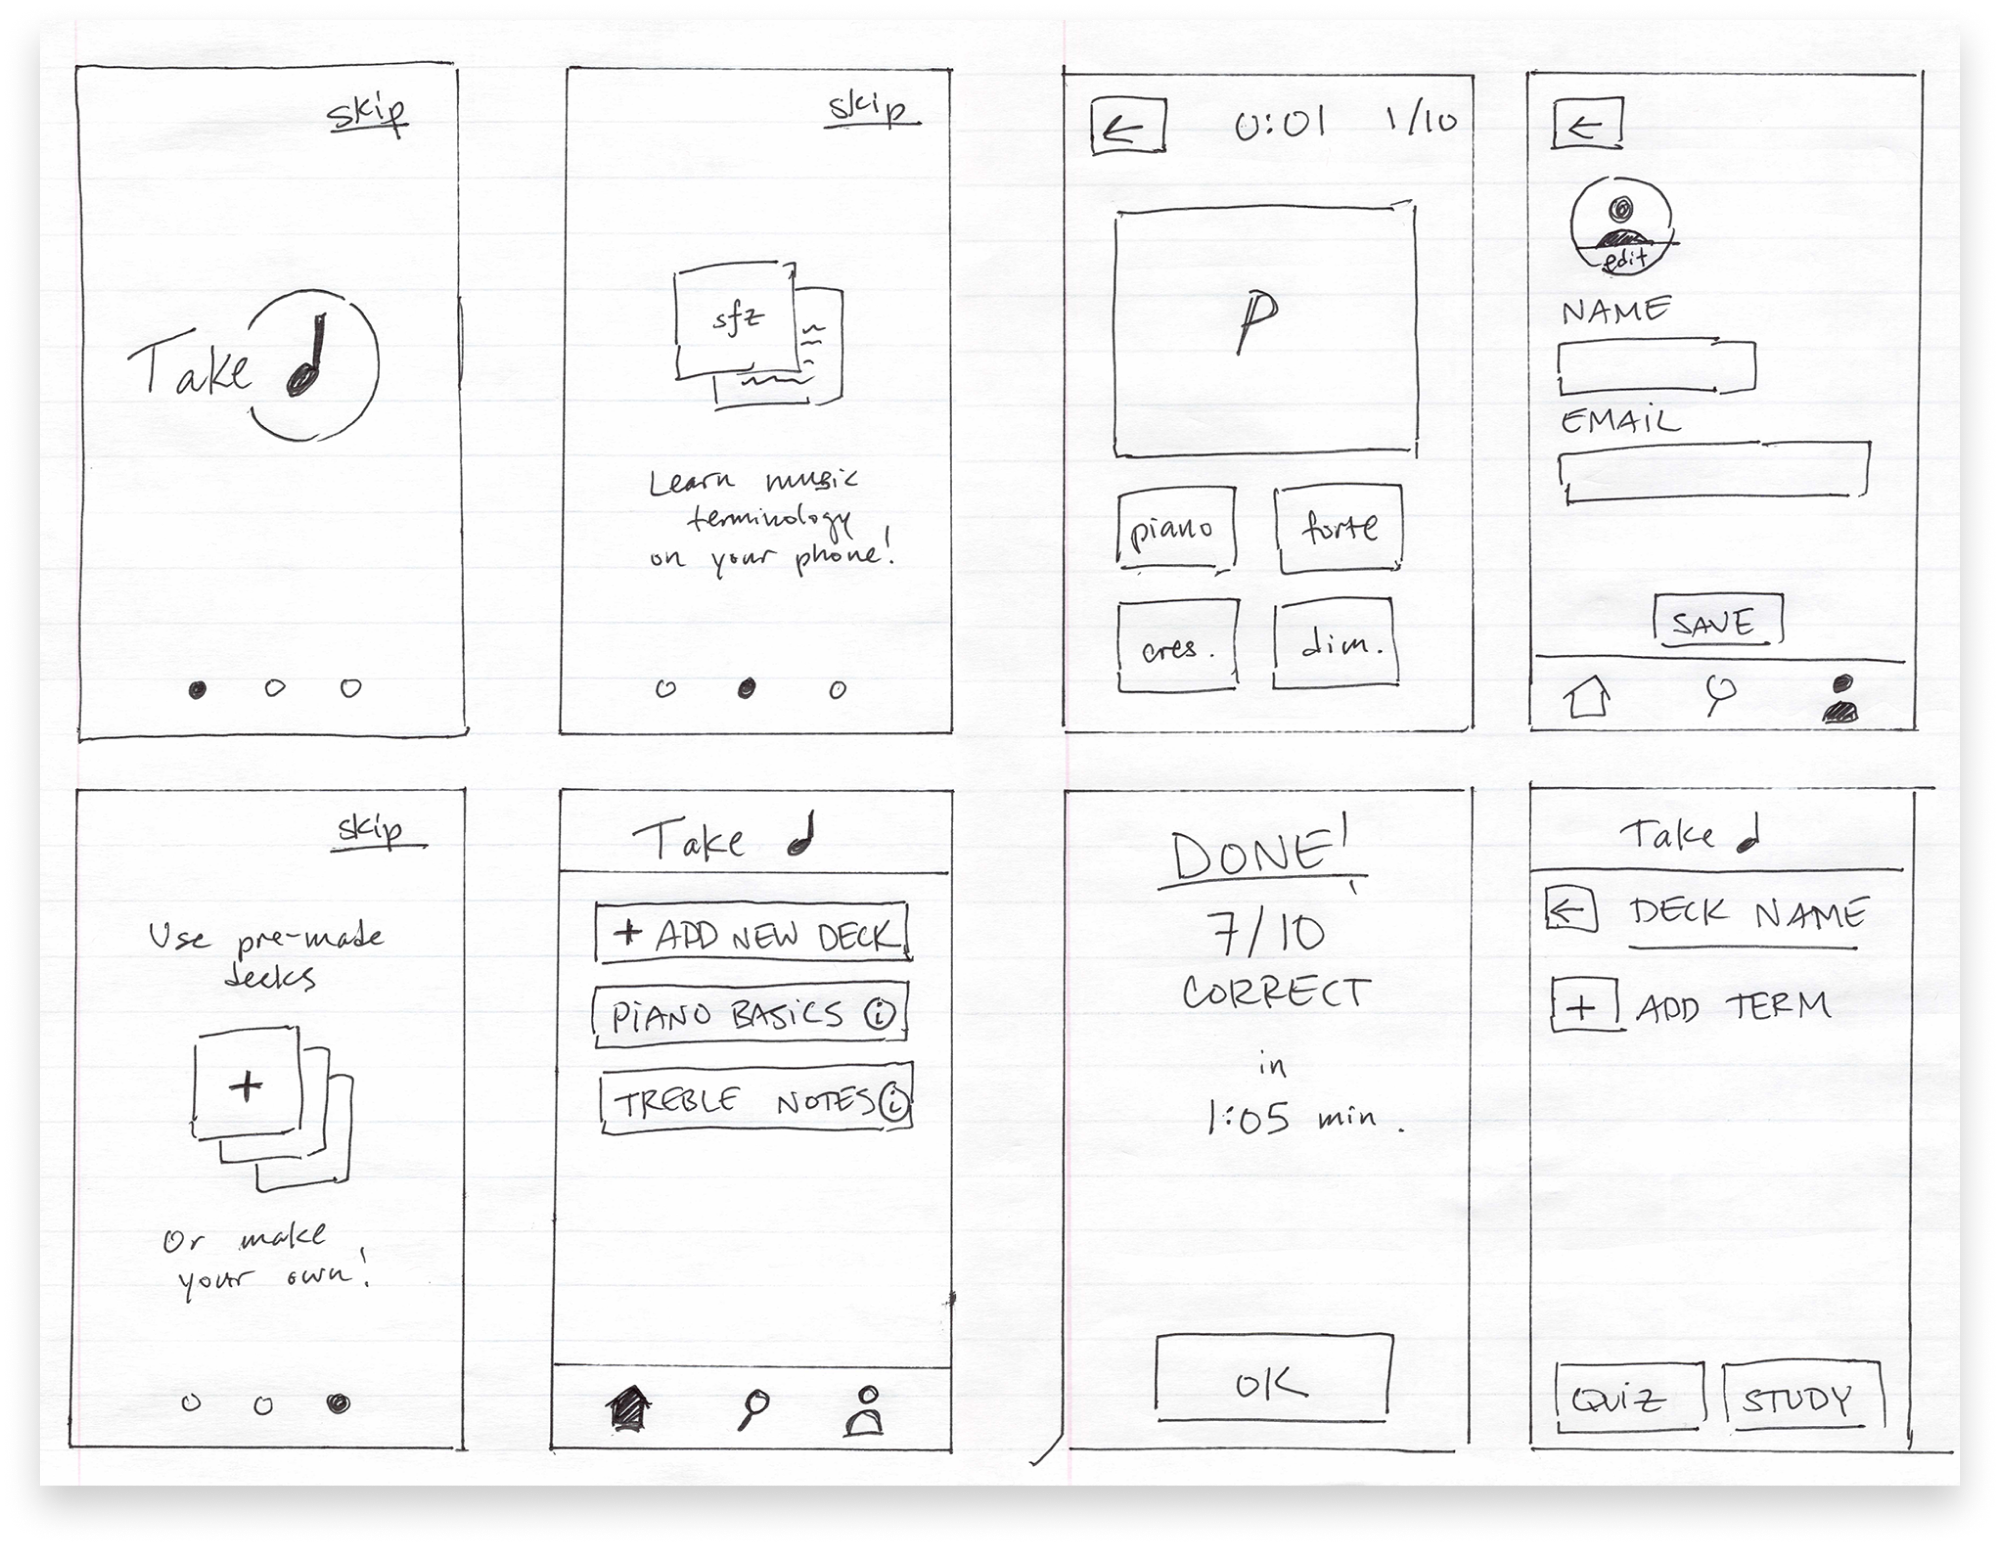 skip
Take
skip
sfz
Learn music
terminology
on your phone!
0:01 1/10
p
piano forte
cres. dim.
edit
NAME
EMAIL
SAVE
skip
Use pre-made
decks
+
Or make
your own!
Take
+ ADD NEW DECK
PIANO BASICS i
TREBLE NOTES i
DONE!
7/10
CORRECT
in
1:05 min.
OK
Take
DECK NAME
+ ADD TERM
QUIZ STUDY